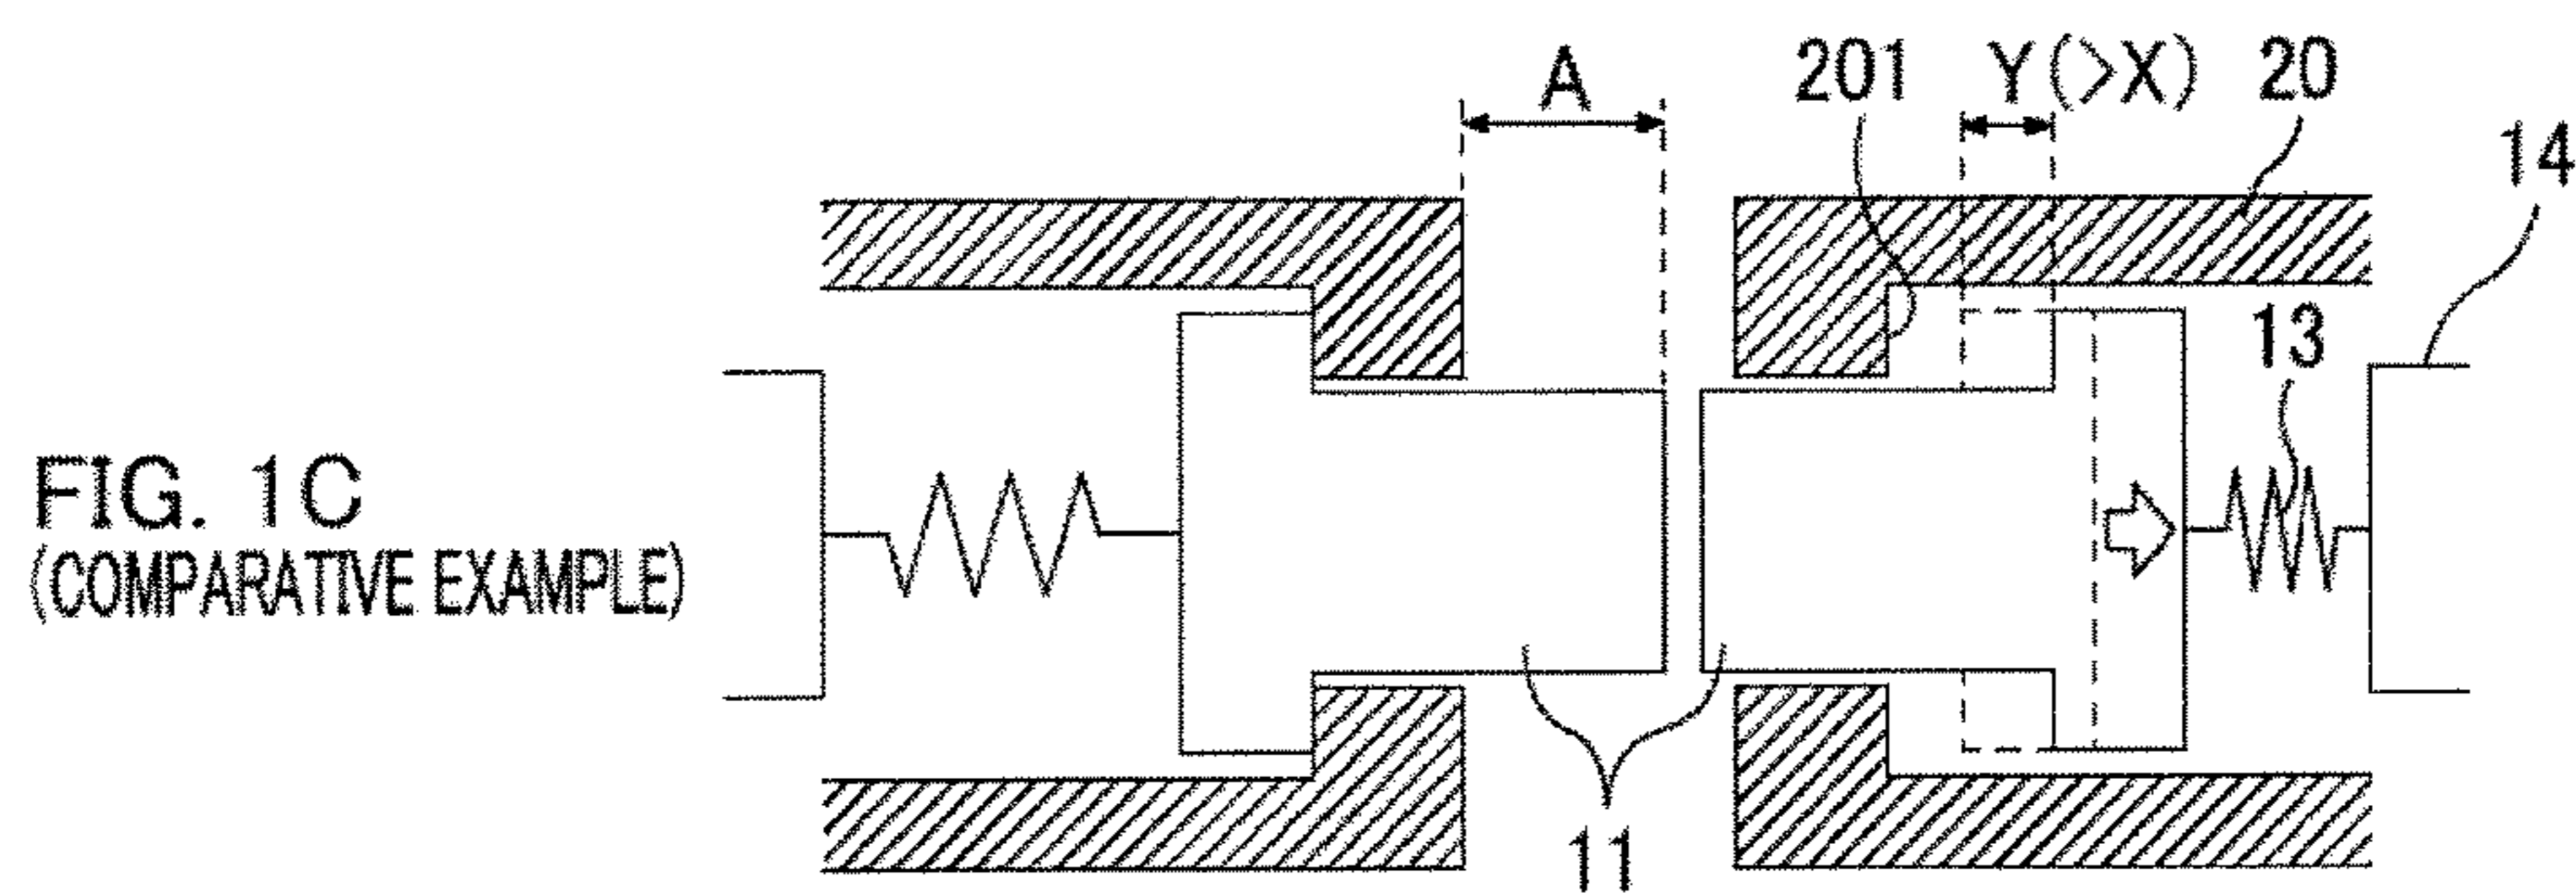 A
201
Y(>X)
20
14
13
FIG. 1C
(COMPARATIVE EXAMPLE)
11